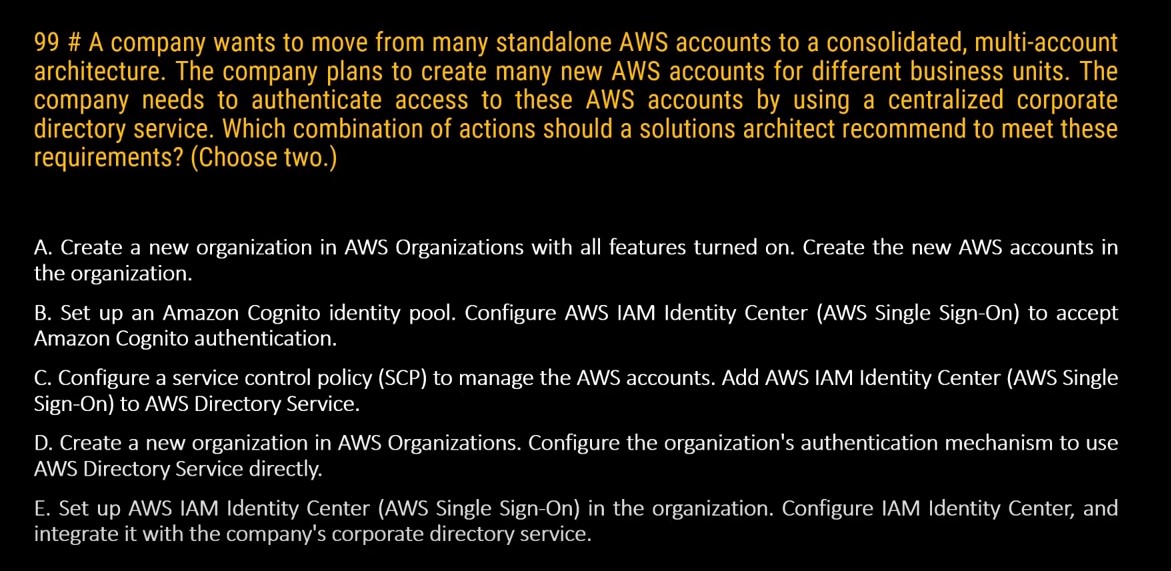 99 # A company wants to move from many standalone AWS accounts to a consolidated, multi-account
architecture. The company plans to create many new AWS accounts for different business units. The
company needs to authenticate access to these AWS accounts by using a centralized corporate
directory service. Which combination of actions should a solutions architect recommend to meet these
requirements? (Choose two.)
A. Create a new organization in AWS Organizations with all features turned on. Create the new AWS accounts in
the organization.
B. Set up an Amazon Cognito identity pool. Configure AWS IAM Identity Center (AWS Single Sign-On) to accept
Amazon Cognito authentication.
C. Configure a service control policy (SCP) to manage the AWS accounts. Add AWS IAM Identity Center (AWS Single
Sign-On) to AWS Directory Service.
D. Create a new organization in AWS Organizations. Configure the organization's authentication mechanism to use
AWS Directory Service directly.
E. Set up AWS IAM Identity Center (AWS Single Sign-On) in the organization. Configure IAM Identity Center, and
integrate it with the company's corporate directory service.